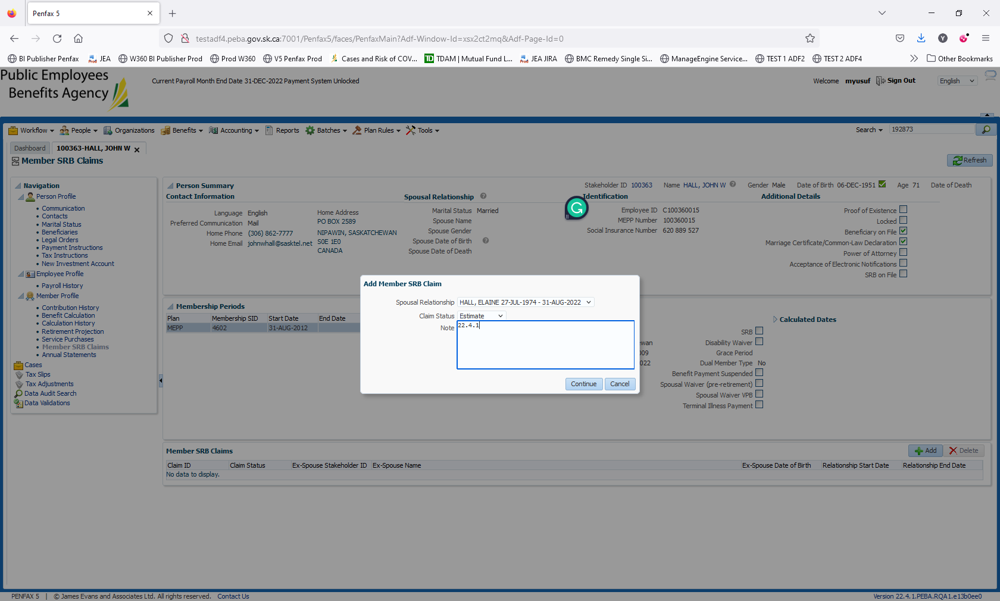 Penfax 5
testadf4.peba.gov.sk.ca:7001/Penfax5/faces/PenfaxMain?Adf-Window-Id=xsx2ct2mq&Adf-Page-Id=0
BI Publisher Penfax JEA W360 BI Publisher Prod Prod W360 V5 Penfax Prod Cases and Risk of COV... TDAM | Mutual Fund L... JEA JIRA BMC Remedy Single Si... ManageEngine Service... TEST 1 ADF2 TEST 2 ADF4 Other Bookmarks
Public Employees
Benefits Agency
Current Payroll Month End Date 31-DEC-2022 Payment System Unlocked
Welcome myusuf Sign Out English
Workflow People Organizations Benefits Accounting Reports Batches Plan Rules Tools Search 192873
Dashboard 100363-HALL, JOHN W
Member SRB Claims Refresh
Navigation
Person Profile
Communication
Contacts
Marital Status
Beneficiaries
Legal Orders
Payment Instructions
Tax Instructions
New Investment Account
Employee Profile
Payroll History
Member Profile
Contribution History
Benefit Calculation
Calculation History
Retirement Projection
Service Purchases
Member SRB Claims
Annual Statements
Cases
Tax Slips
Tax Adjustments
Data Audit Search
Data Validations
Person Summary Stakeholder ID 100363 Name HALL, JOHN W Gender Male Date of Birth 06-DEC-1951 Age 71 Date of Death
Contact Information
Language English
Preferred Communication Mail
Home Phone (306) 862-7777
Home Email johnwhall@sasktel.net
Home Address
PO BOX 2589
NIPAWIN, SASKATCHEWAN
S0E 1E0
CANADA
Spousal Relationship
Marital Status Married
Spouse Name
Spouse Gender
Spouse Date of Birth
Spouse Date of Death
Identification
Employee ID C100360015
MEPP Number 100360015
Social Insurance Number 620 889 527
Additional Details
Proof of Existence
Locked
Beneficiary on File
Marriage Certificate/Common-Law Declaration
Power of Attorney
Acceptance of Electronic Notifications
SRB on File
Membership Periods
Plan Membership SID Start Date End Date
MEPP 4602 31-AUG-2012
Add Member SRB Claim
Spousal Relationship HALL, ELAINE 27-JUL-1974 - 31-AUG-2022
Claim Status Estimate
Note 22.4.1
Continue Cancel
ewan
009
022
SRB
Disability Waiver
Grace Period
Dual Member Type No
Benefit Payment Suspended
Spousal Waiver (pre-retirement)
Spousal Waiver VPB
Terminal Illness Payment
Calculated Dates
Member SRB Claims Add Delete
Claim ID Claim Status Ex-Spouse Stakeholder ID Ex-Spouse Name Ex-Spouse Date of Birth Relationship Start Date Relationship End Date
No data to display.
PENFAX 5 | © James Evans and Associates Ltd. All rights reserved. Contact Us Version 22.4.1.PEBA.RQA1.e13b0ee0